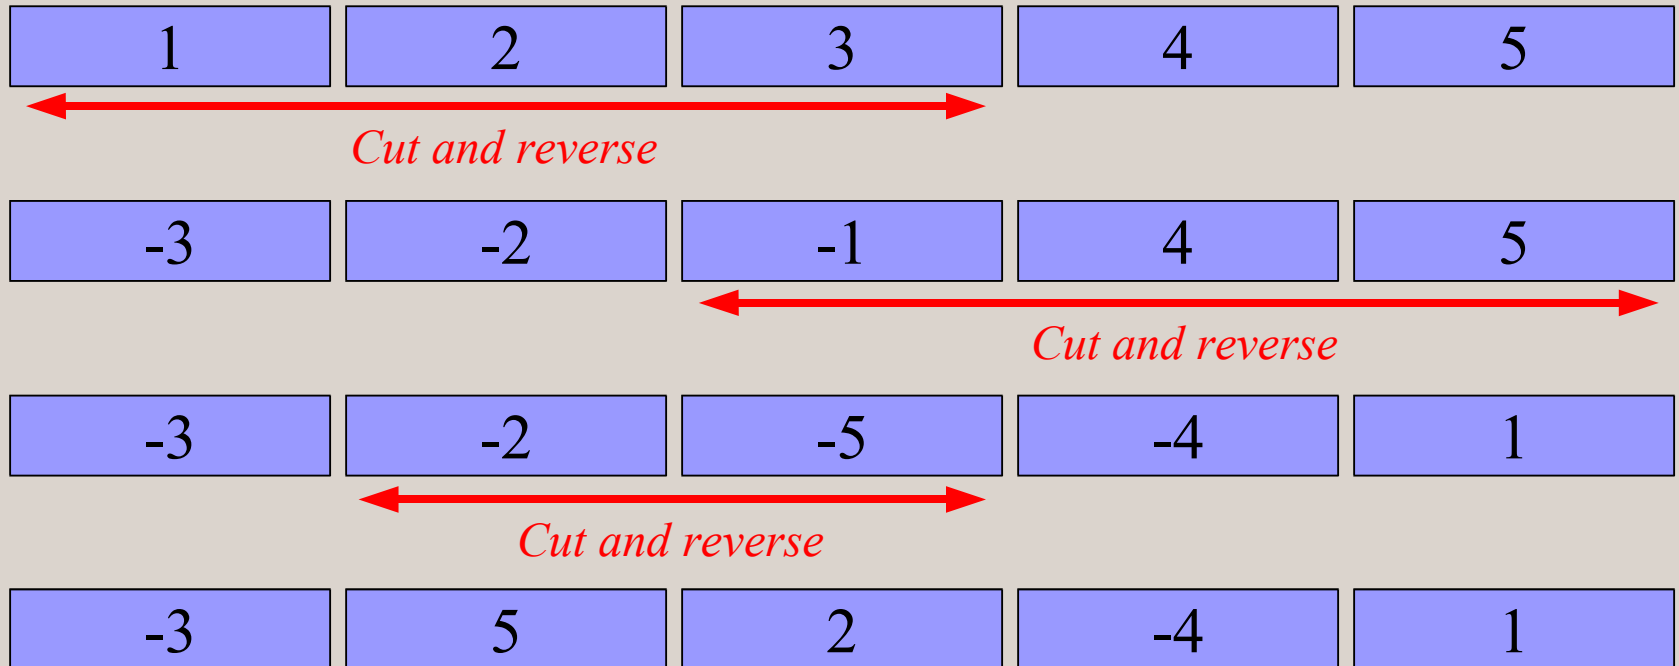 1 2 3 4 5
Cut and reverse
-3 -2 -1 4 5
Cut and reverse
-3 -2 -5 -4 1
Cut and reverse
-3 5 2 -4 1